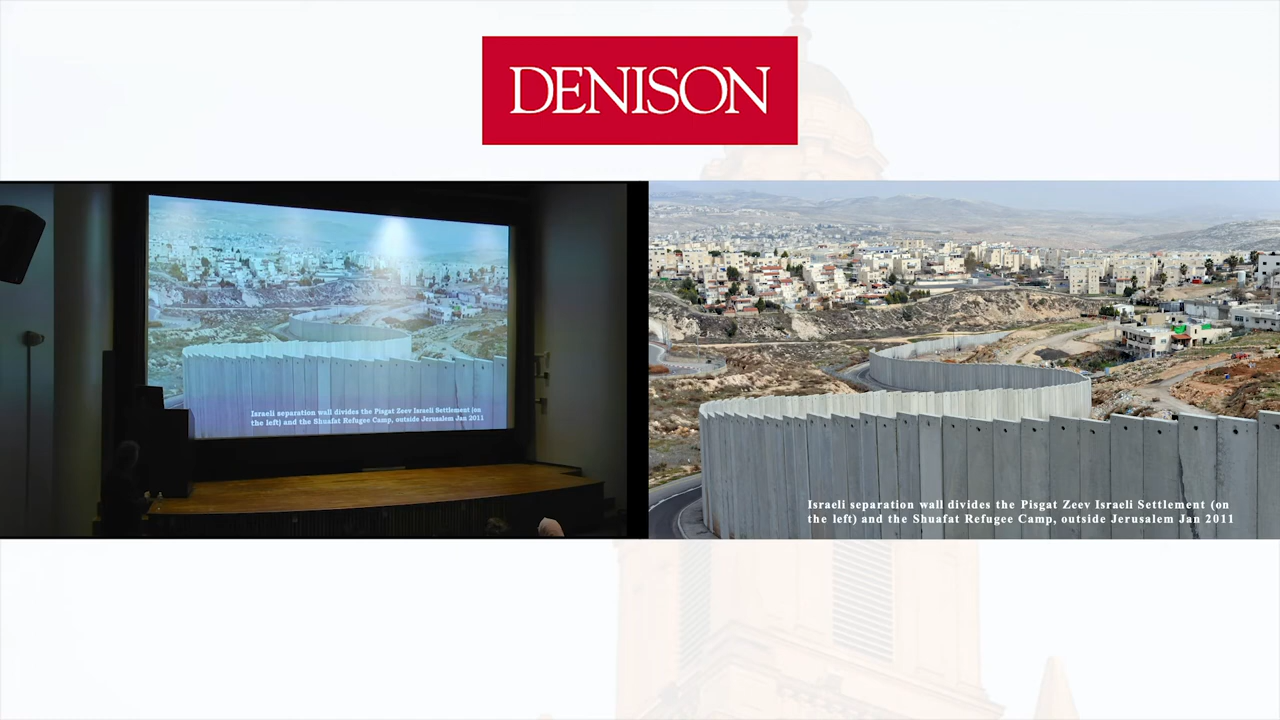 DENISON
Israeli separation wall divides the Pisgat Zeev Israeli Settlement (on
the left) and the Shuafat Refugee Camp, outside Jerusalem Jan 2011
Israeli separation wall divides the Pisgat Zeev Israeli Settlement (on
the left) and the Shuafat Refugee Camp, outside Jerusalem Jan 2011